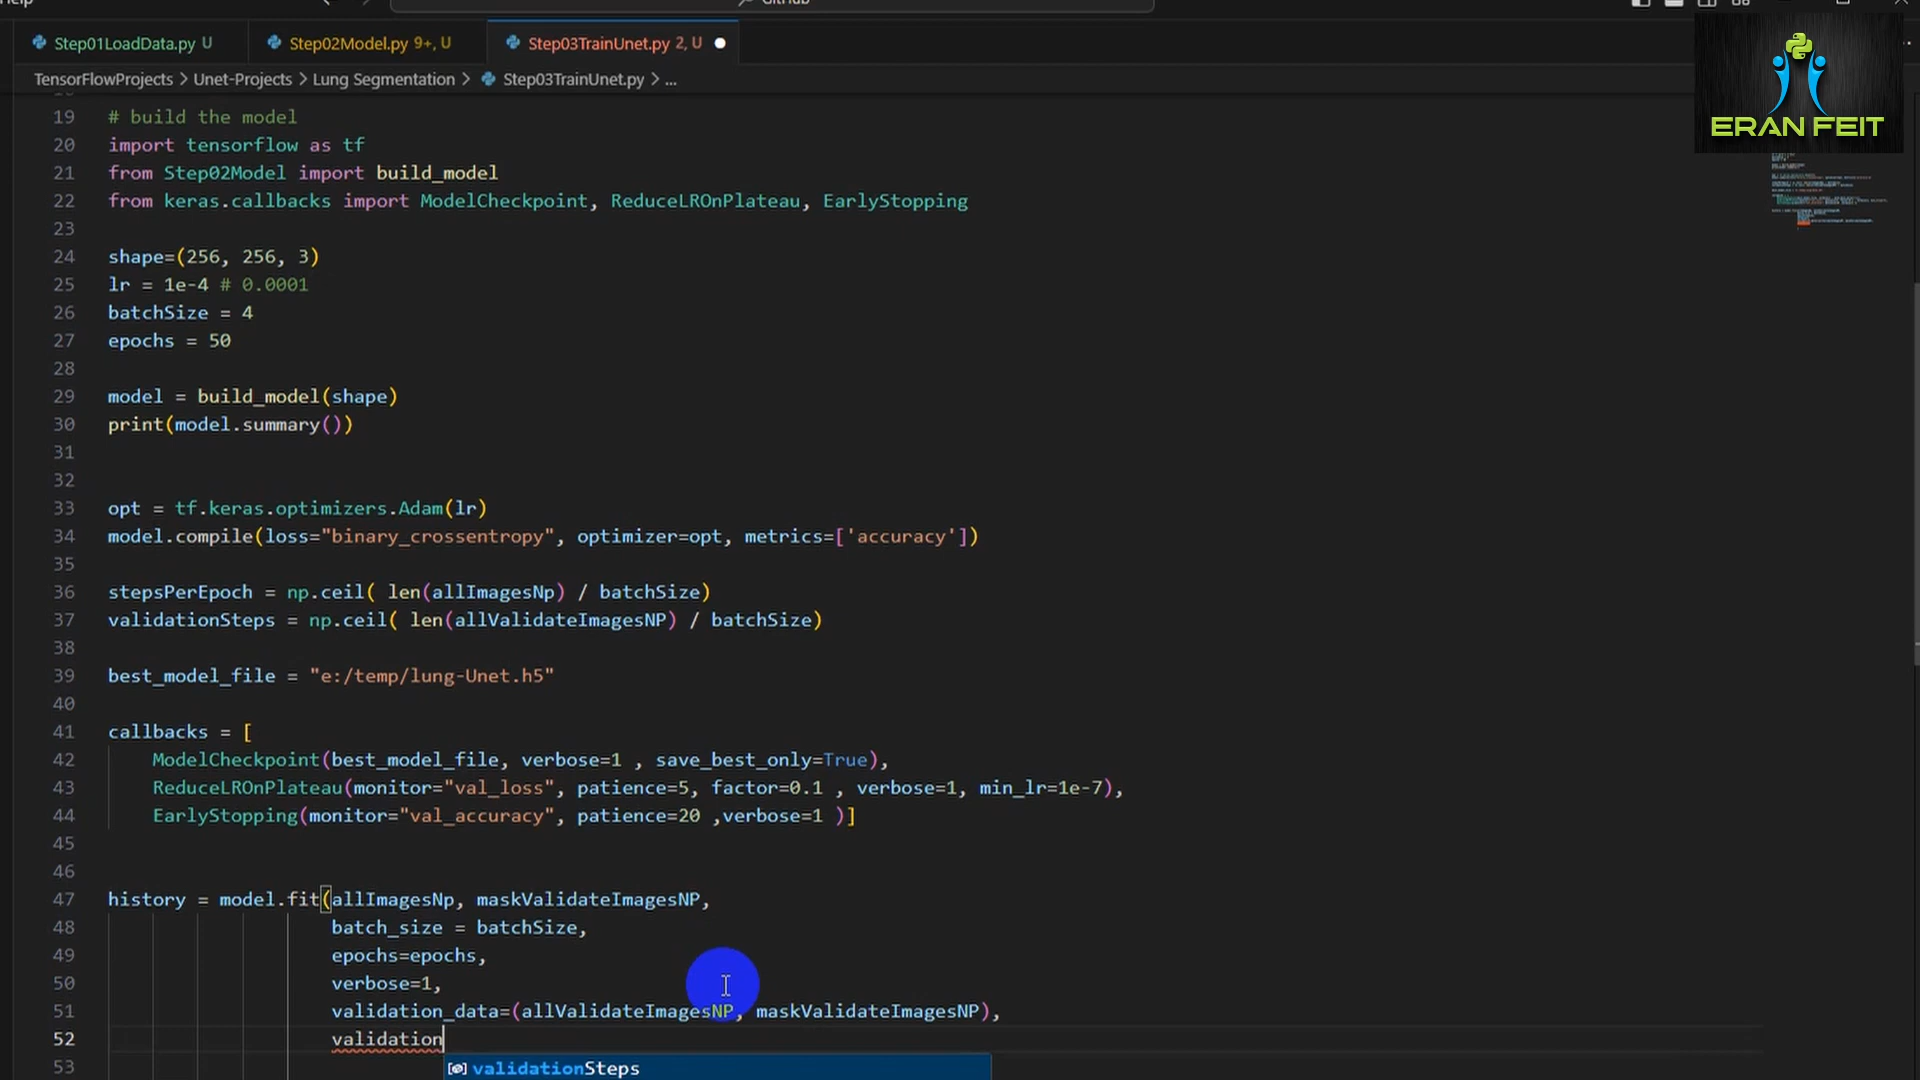 Help
GitHub
Step01LoadData.py U
Step02Model.py 9+, U
Step03TrainUnet.py 2, U
ERAN FEIT
TensorFlowProjects > Unet-Projects > Lung Segmentation > Step03TrainUnet.py > ...
19 # build the model
20 import tensorflow as tf
21 from Step02Model import build_model
22 from keras.callbacks import ModelCheckpoint, ReduceLROnPlateau, EarlyStopping
23
24 shape=(256, 256, 3)
25 lr = 1e-4 # 0.0001
26 batchSize = 4
27 epochs = 50
28
29 model = build_model(shape)
30 print(model.summary())
31
32
33 opt = tf.keras.optimizers.Adam(lr)
34 model.compile(loss="binary_crossentropy", optimizer=opt, metrics=['accuracy'])
35
36 stepsPerEpoch = np.ceil( len(allImagesNp) / batchSize)
37 validationSteps = np.ceil( len(allValidateImagesNP) / batchSize)
38
39 best_model_file = "e:/temp/lung-Unet.h5"
40
41 callbacks = [
42 ModelCheckpoint(best_model_file, verbose=1 , save_best_only=True),
43 ReduceLROnPlateau(monitor="val_loss", patience=5, factor=0.1 , verbose=1, min_lr=1e-7),
44 EarlyStopping(monitor="val_accuracy", patience=20 ,verbose=1 )]
45
46
47 history = model.fit(allImagesNp, maskValidateImagesNP,
48 batch_size = batchSize,
49 epochs=epochs,
50 verbose=1,
51 validation_data=(allValidateImagesNP, maskValidateImagesNP),
52 validation
validationSteps
53